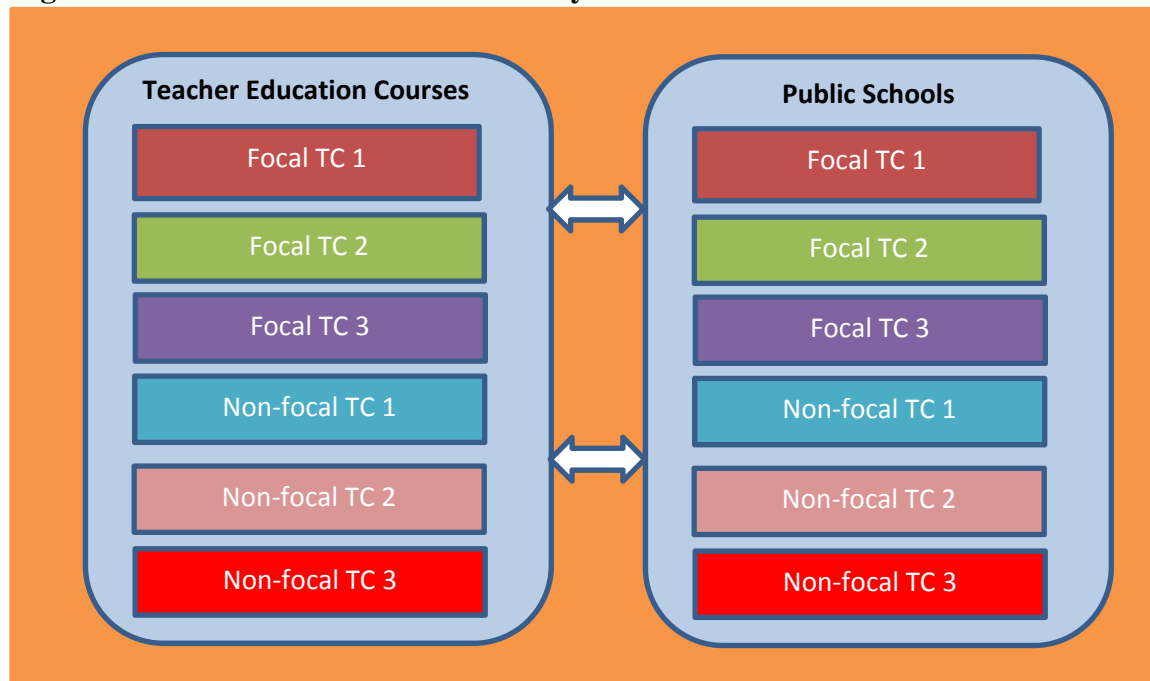 Teacher Education Courses
Focal TC 1
Focal TC 2
Focal TC 3
Non-focal TC 1
Non-focal TC 2
Non-focal TC 3
Public Schools
Focal TC 1
Focal TC 2
Focal TC 3
Non-focal TC 1
Non-focal TC 2
Non-focal TC 3